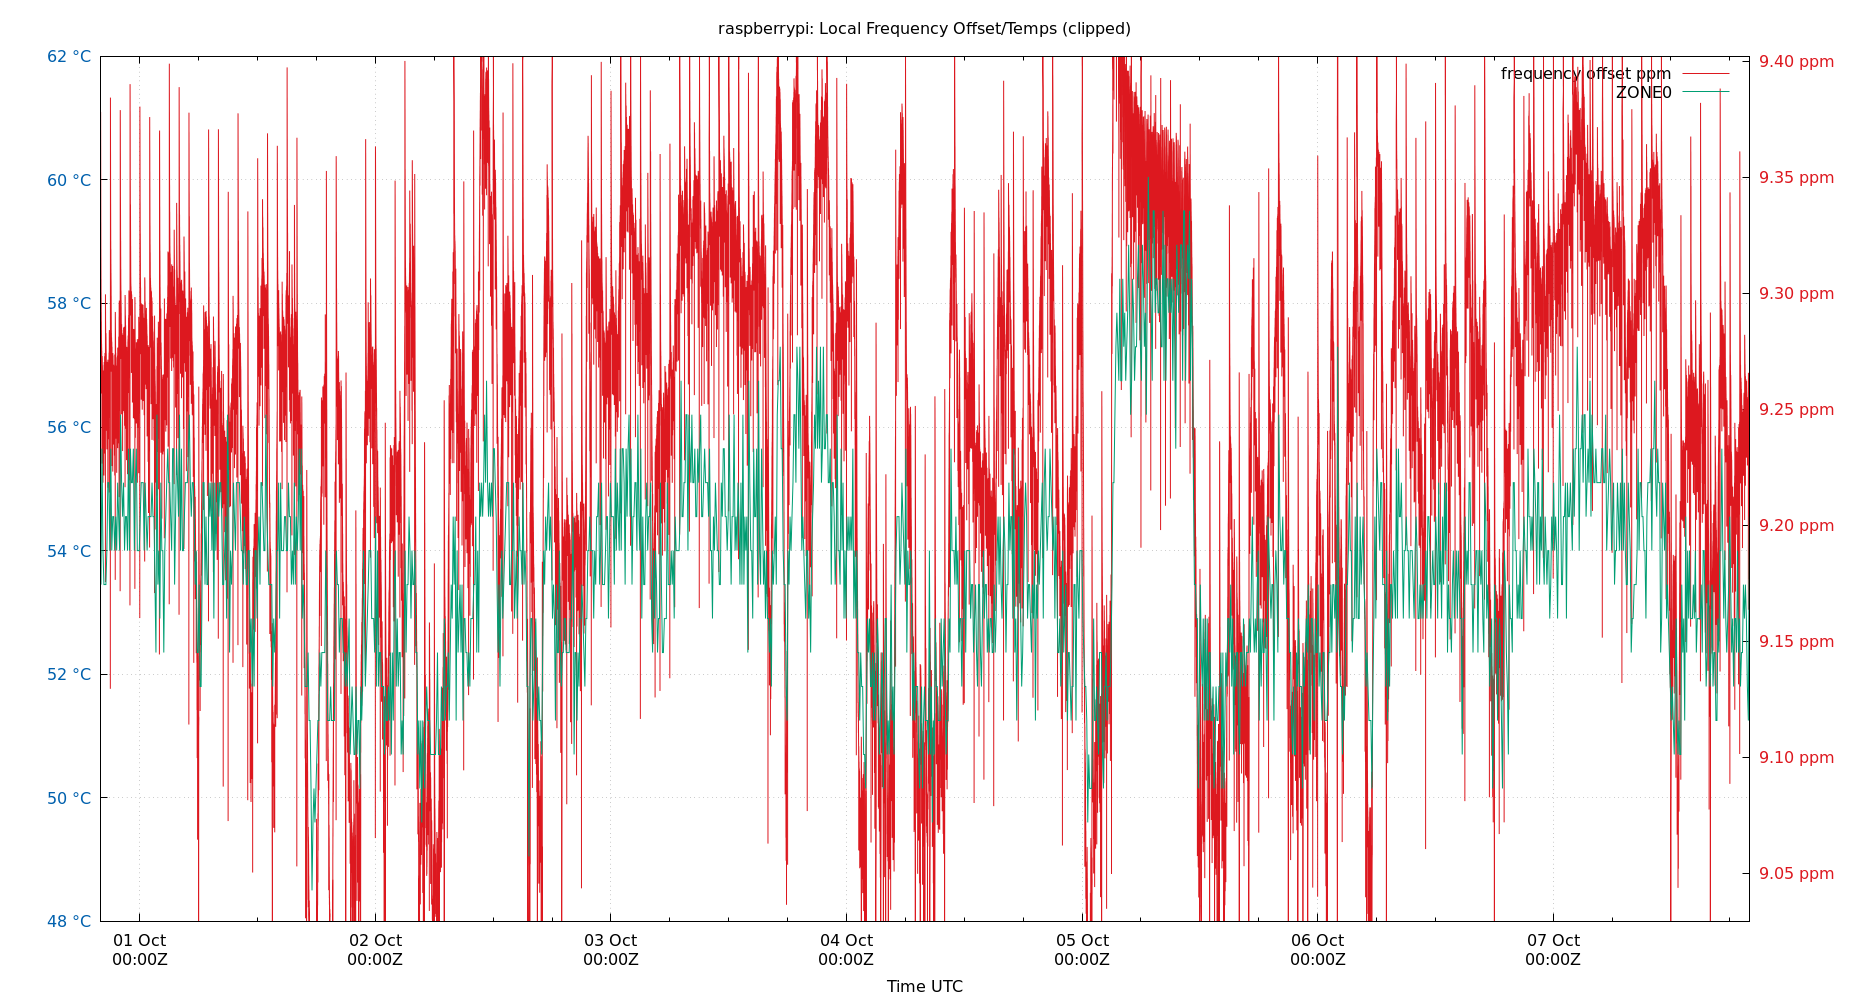 raspberrypi: Local Frequency Offset/Temps (clipped)
62 °C
60 °C
58 °C
56 °C
54 °C
52 °C
50 °C
48 °C
9.40 ppm
9.35 ppm
9.30 ppm
9.25 ppm
9.20 ppm
9.15 ppm
9.10 ppm
9.05 ppm
frequency offset ppm
ZONE0
01 Oct
00:00Z
02 Oct
00:00Z
03 Oct
00:00Z
04 Oct
00:00Z
05 Oct
00:00Z
06 Oct
00:00Z
07 Oct
00:00Z
Time UTC